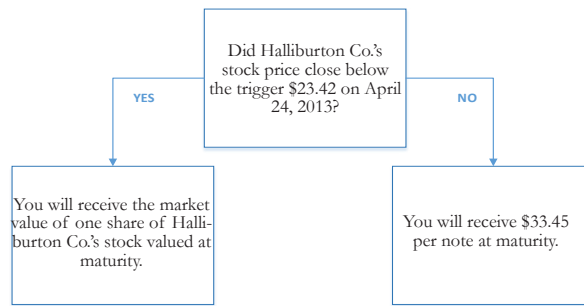 Did Halliburton Co.'s
stock price close below
the trigger $23.42 on April
24, 2013?
YES
NO
You will receive the market
value of one share of Halli-
burton Co.'s stock valued at
maturity.
You will receive $33.45
per note at maturity.